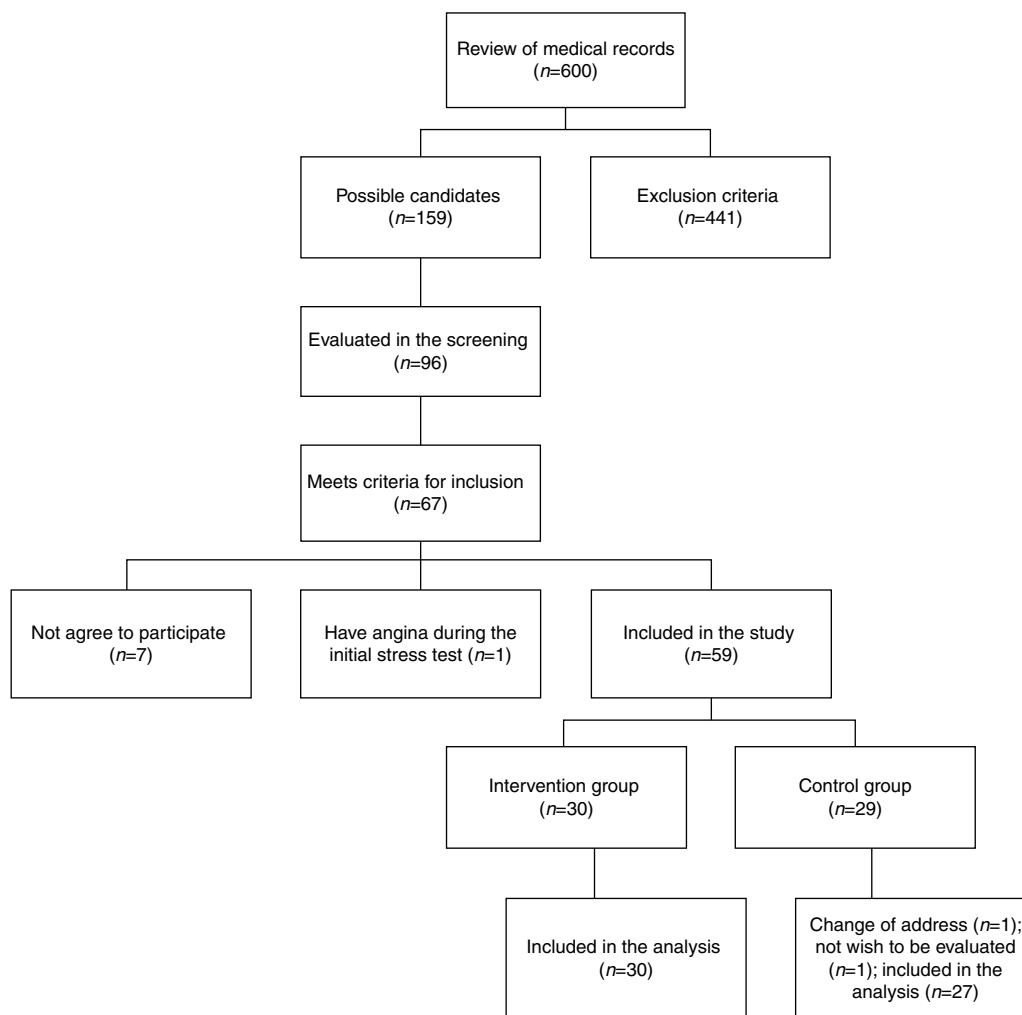 Review of medical records
(n=600)
Possible candidates
(n=159)
Exclusion criteria
(n=441)
Evaluated in the screening
(n=96)
Meets criteria for inclusion
(n=67)
Not agree to participate
(n=7)
Have angina during the
initial stress test (n=1)
Included in the study
(n=59)
Intervention group
(n=30)
Control group
(n=29)
Included in the analysis
(n=30)
Change of address (n=1);
not wish to be evaluated
(n=1); included in the
analysis (n=27)